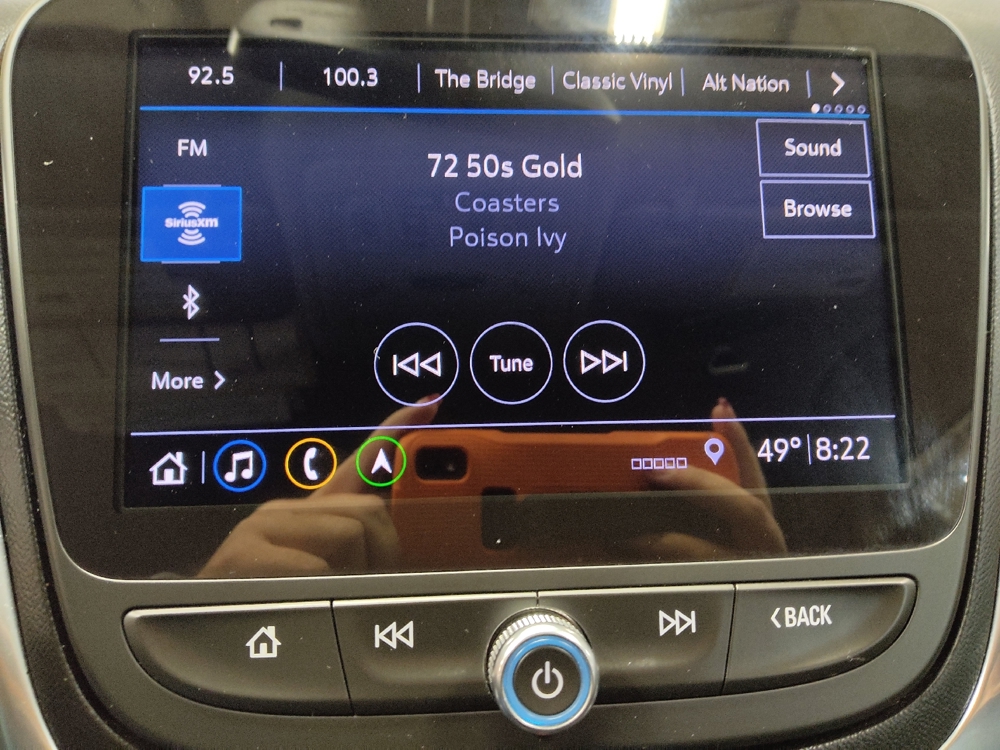 92.5 | 100.3 | The Bridge | Classic Vinyl | Alt Nation |
FM
72 50s Gold
Sound
SiriusXM
Coasters
Browse
Poison Ivy
Tune
More >
49° | 8:22
<BACK